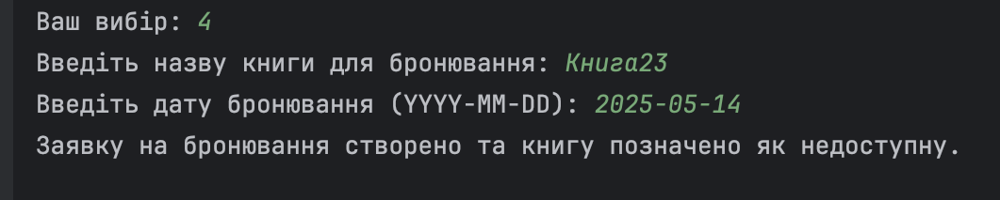 Ваш вибір: 4
Введіть назву книги для бронювання: Книга23
Введіть дату бронювання (YYYY-MM-DD): 2025-05-14
Заявку на бронювання створено та книгу позначено як недоступну.